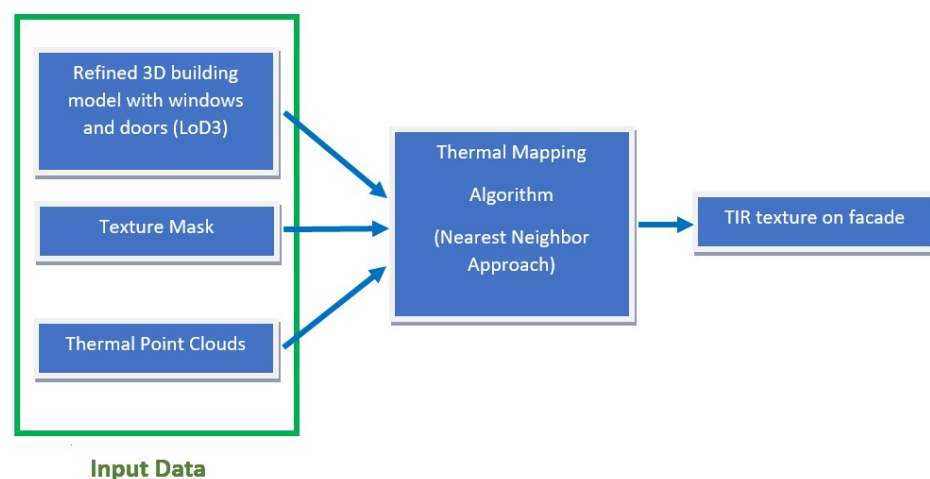 Refined 3D building
model with windows
and doors (LoD3)
Texture Mask
Thermal Point Clouds
Input Data
Thermal Mapping
Algorithm
(Nearest Neighbor
Approach)
TIR texture on facade